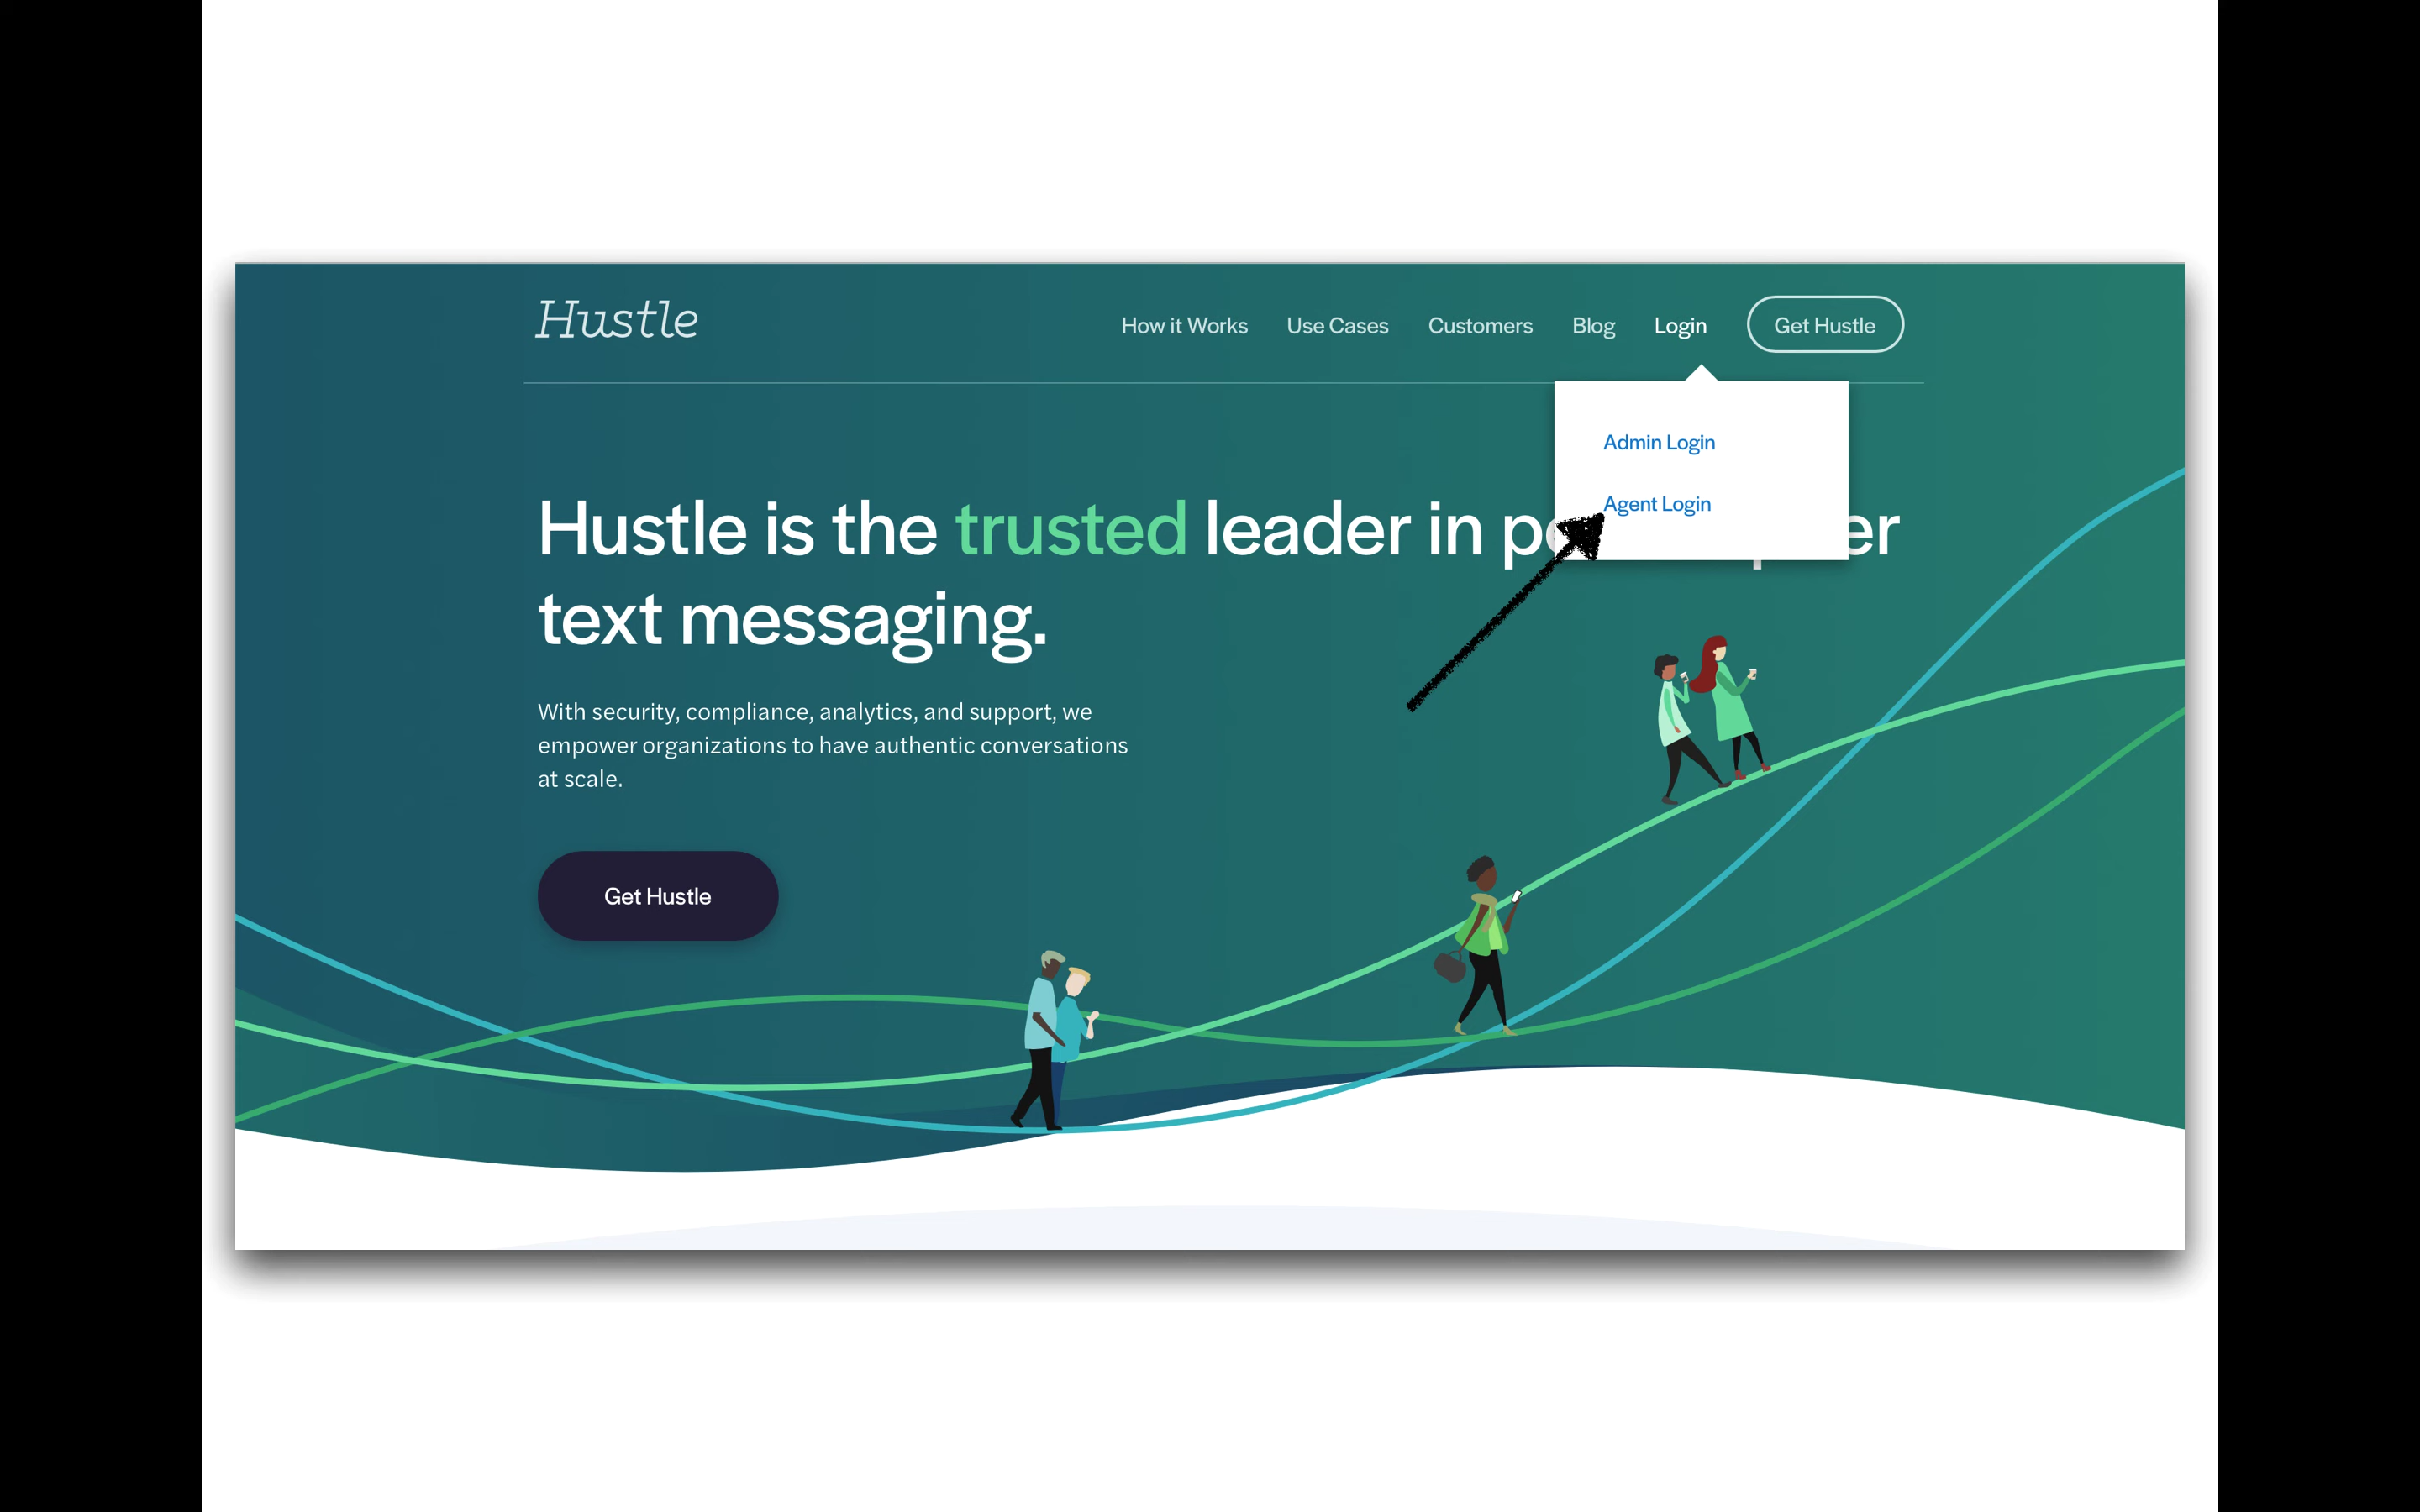 Hustle
How it Works Use Cases Customers Blog Login Get Hustle
Admin Login
Agent Login
Hustle is the trusted leader in er
text messaging.
With security, compliance, analytics, and support, we
empower organizations to have authentic conversations
at scale.
Get Hustle